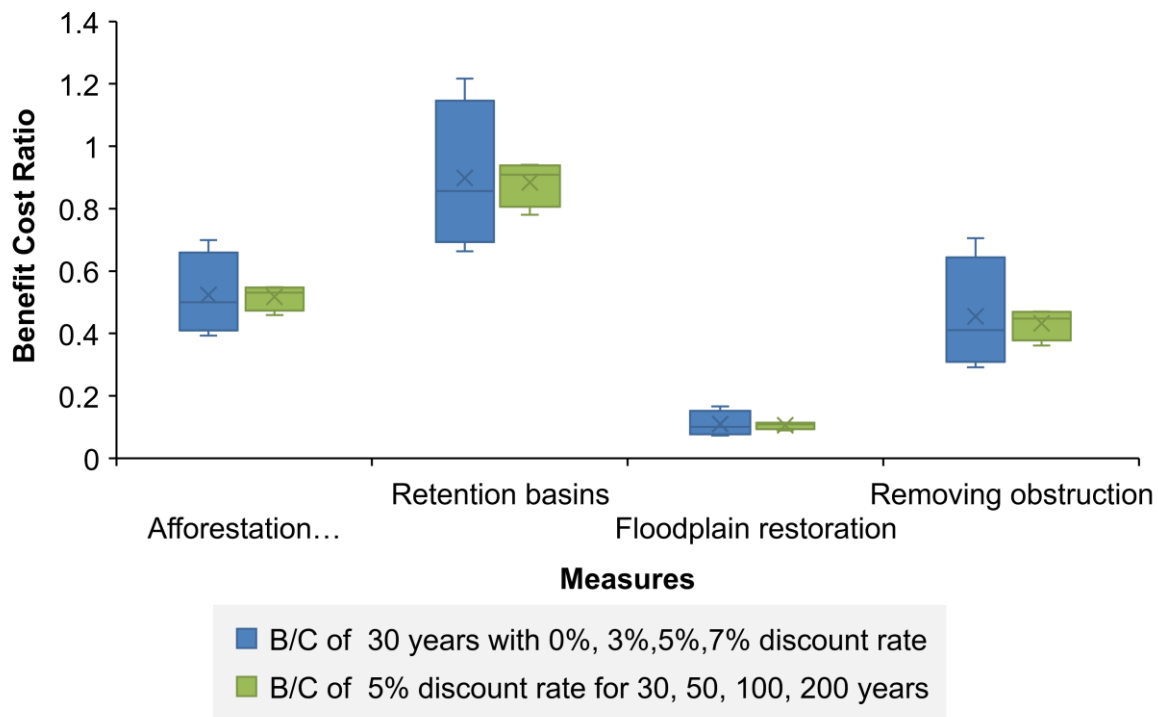 Benefit Cost Ratio
1.4
1.2
1
0.8
0.6
0.4
0.2
0
Retention basins
Removing obstruction
Afforestation…
Floodplain restoration
Measures
B/C of  30 years with 0%, 3%,5%,7% discount rate
B/C of  5% discount rate for 30, 50, 100, 200 years